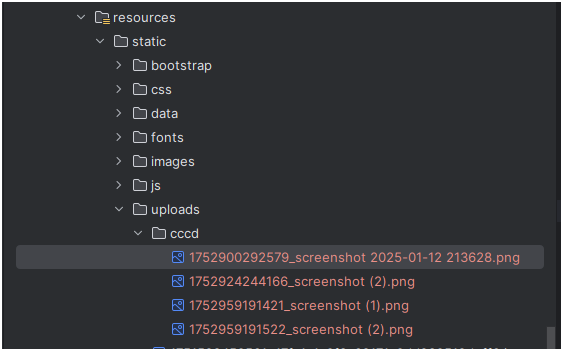 resources
static
bootstrap
css
data
fonts
images
js
uploads
cccd
1752900292579_screenshot 2025-01-12 213628.png
1752924244166_screenshot (2).png
1752959191421_screenshot (1).png
1752959191522_screenshot (2).png